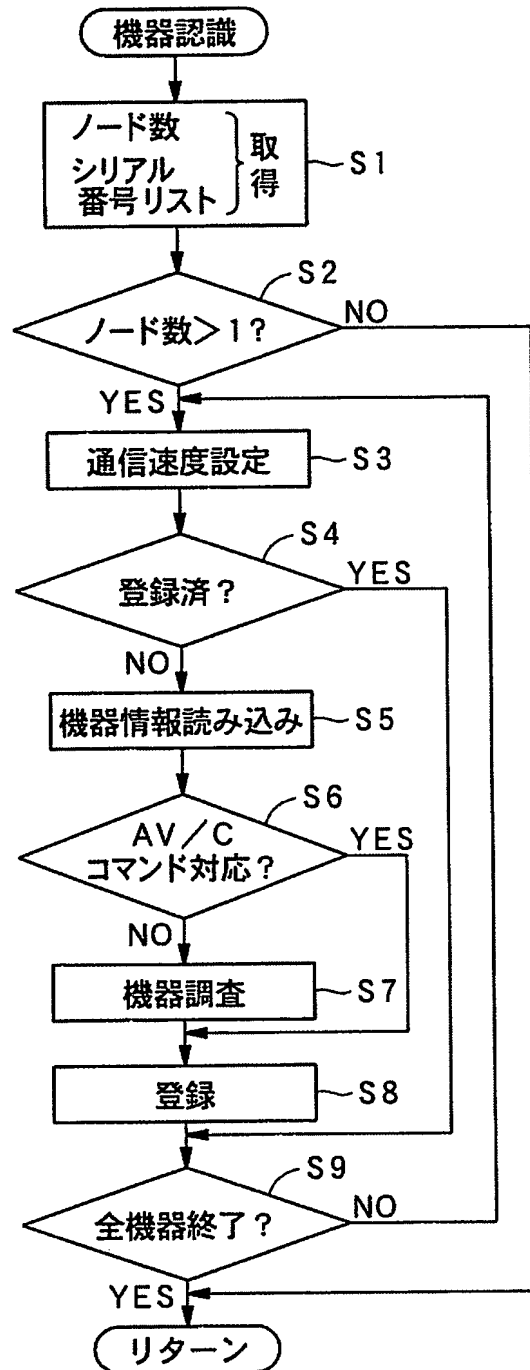 機器認識
ノード数
シリアル
番号リスト
取得
S1
S2
ノード数>1?
NO
YES
通信速度設定
S3
S4
登録済?
YES
NO
機器情報読み込み
S5
S6
AV/C
コマンド対応?
YES
NO
機器調査
S7
登録
S8
S9
全機器終了?
NO
YES
リターン